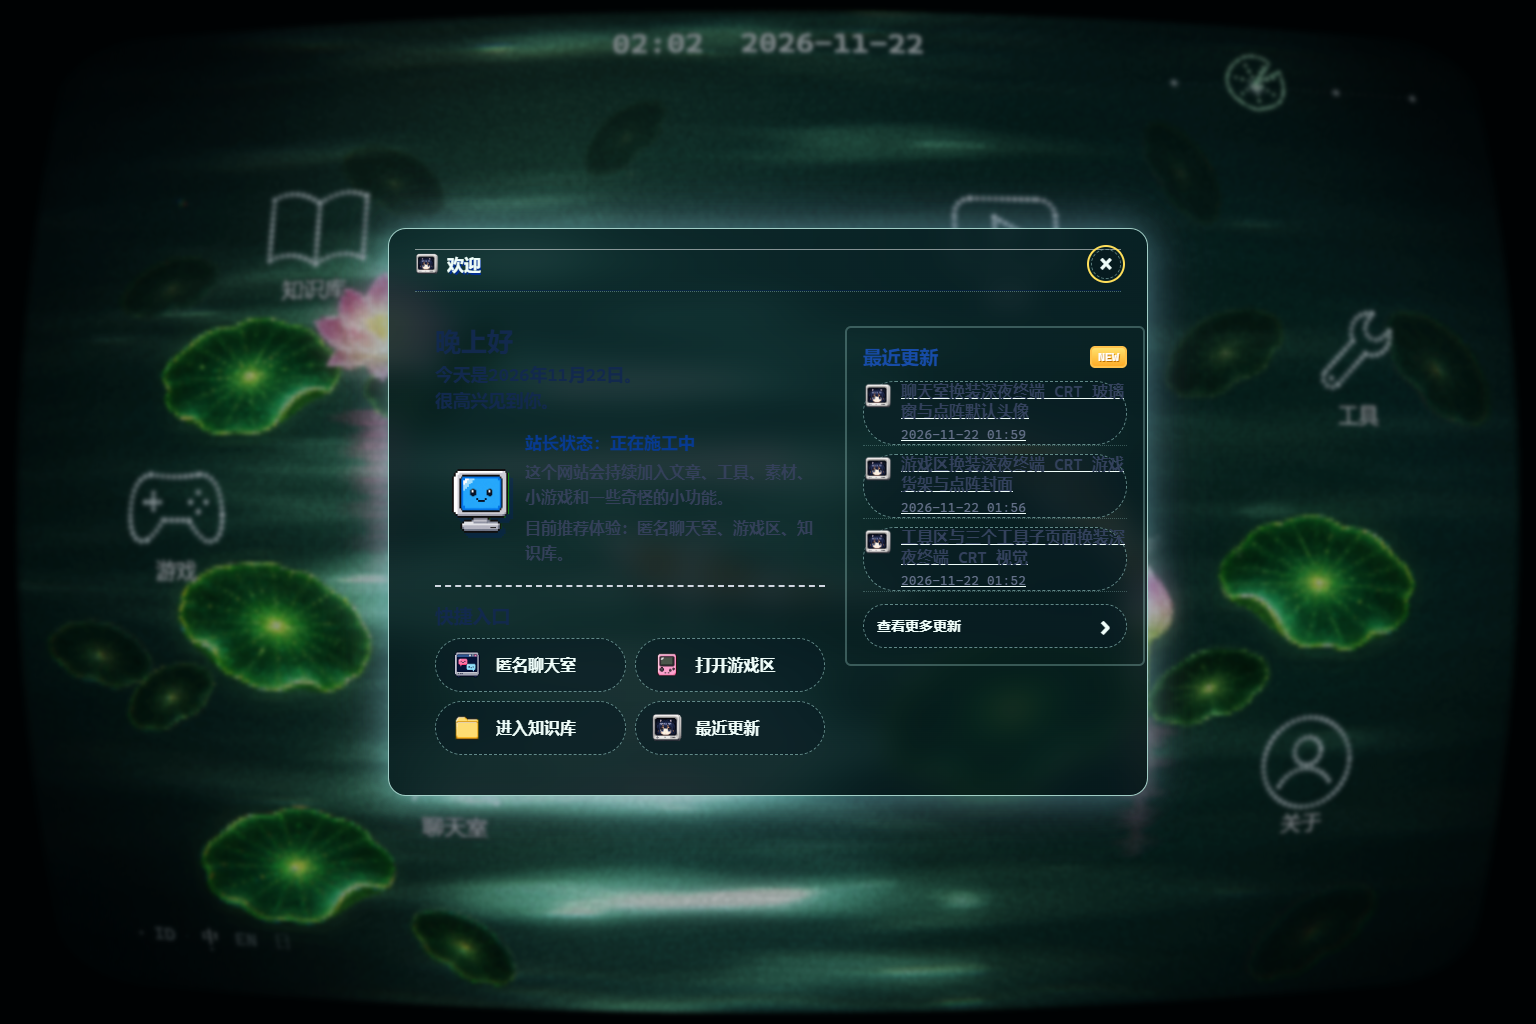 02:02 2026-11-22
知识库
工具
游戏
聊天室
关于
ID 中 EN
欢迎
晚上好
今天是2026年11月22日。
很高兴见到你。
站长状态：正在施工中
这个网站会持续加入文章、工具、素材、
小游戏和一些奇怪的小功能。
目前推荐体验：匿名聊天室、游戏区、知
识库。
匿名聊天室
打开游戏区
进入知识库
最近更新
最近更新
NEW
聊天室换装深夜终端 CRT 玻璃
窗与点阵默认头像
2026-11-22 01:59
游戏区换装深夜终端 CRT 游戏
货架与点阵封面
2026-11-22 01:56
工具区与三个工具子页面换装深
夜终端 CRT 视觉
2026-11-22 01:52
查看更多更新